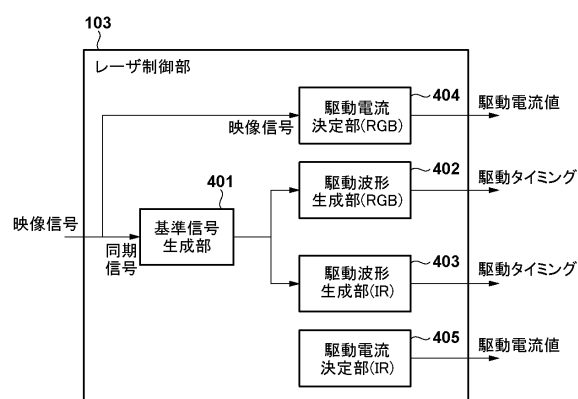 103
レーザ制御部
404
駆動電流
決定部(RGB)
駆動電流値
映像信号
402
駆動波形
生成部(RGB)
駆動タイミング
401
基準信号
生成部
映像信号
同期
信号
403
駆動波形
生成部(IR)
駆動タイミング
405
駆動電流
決定部(IR)
駆動電流値